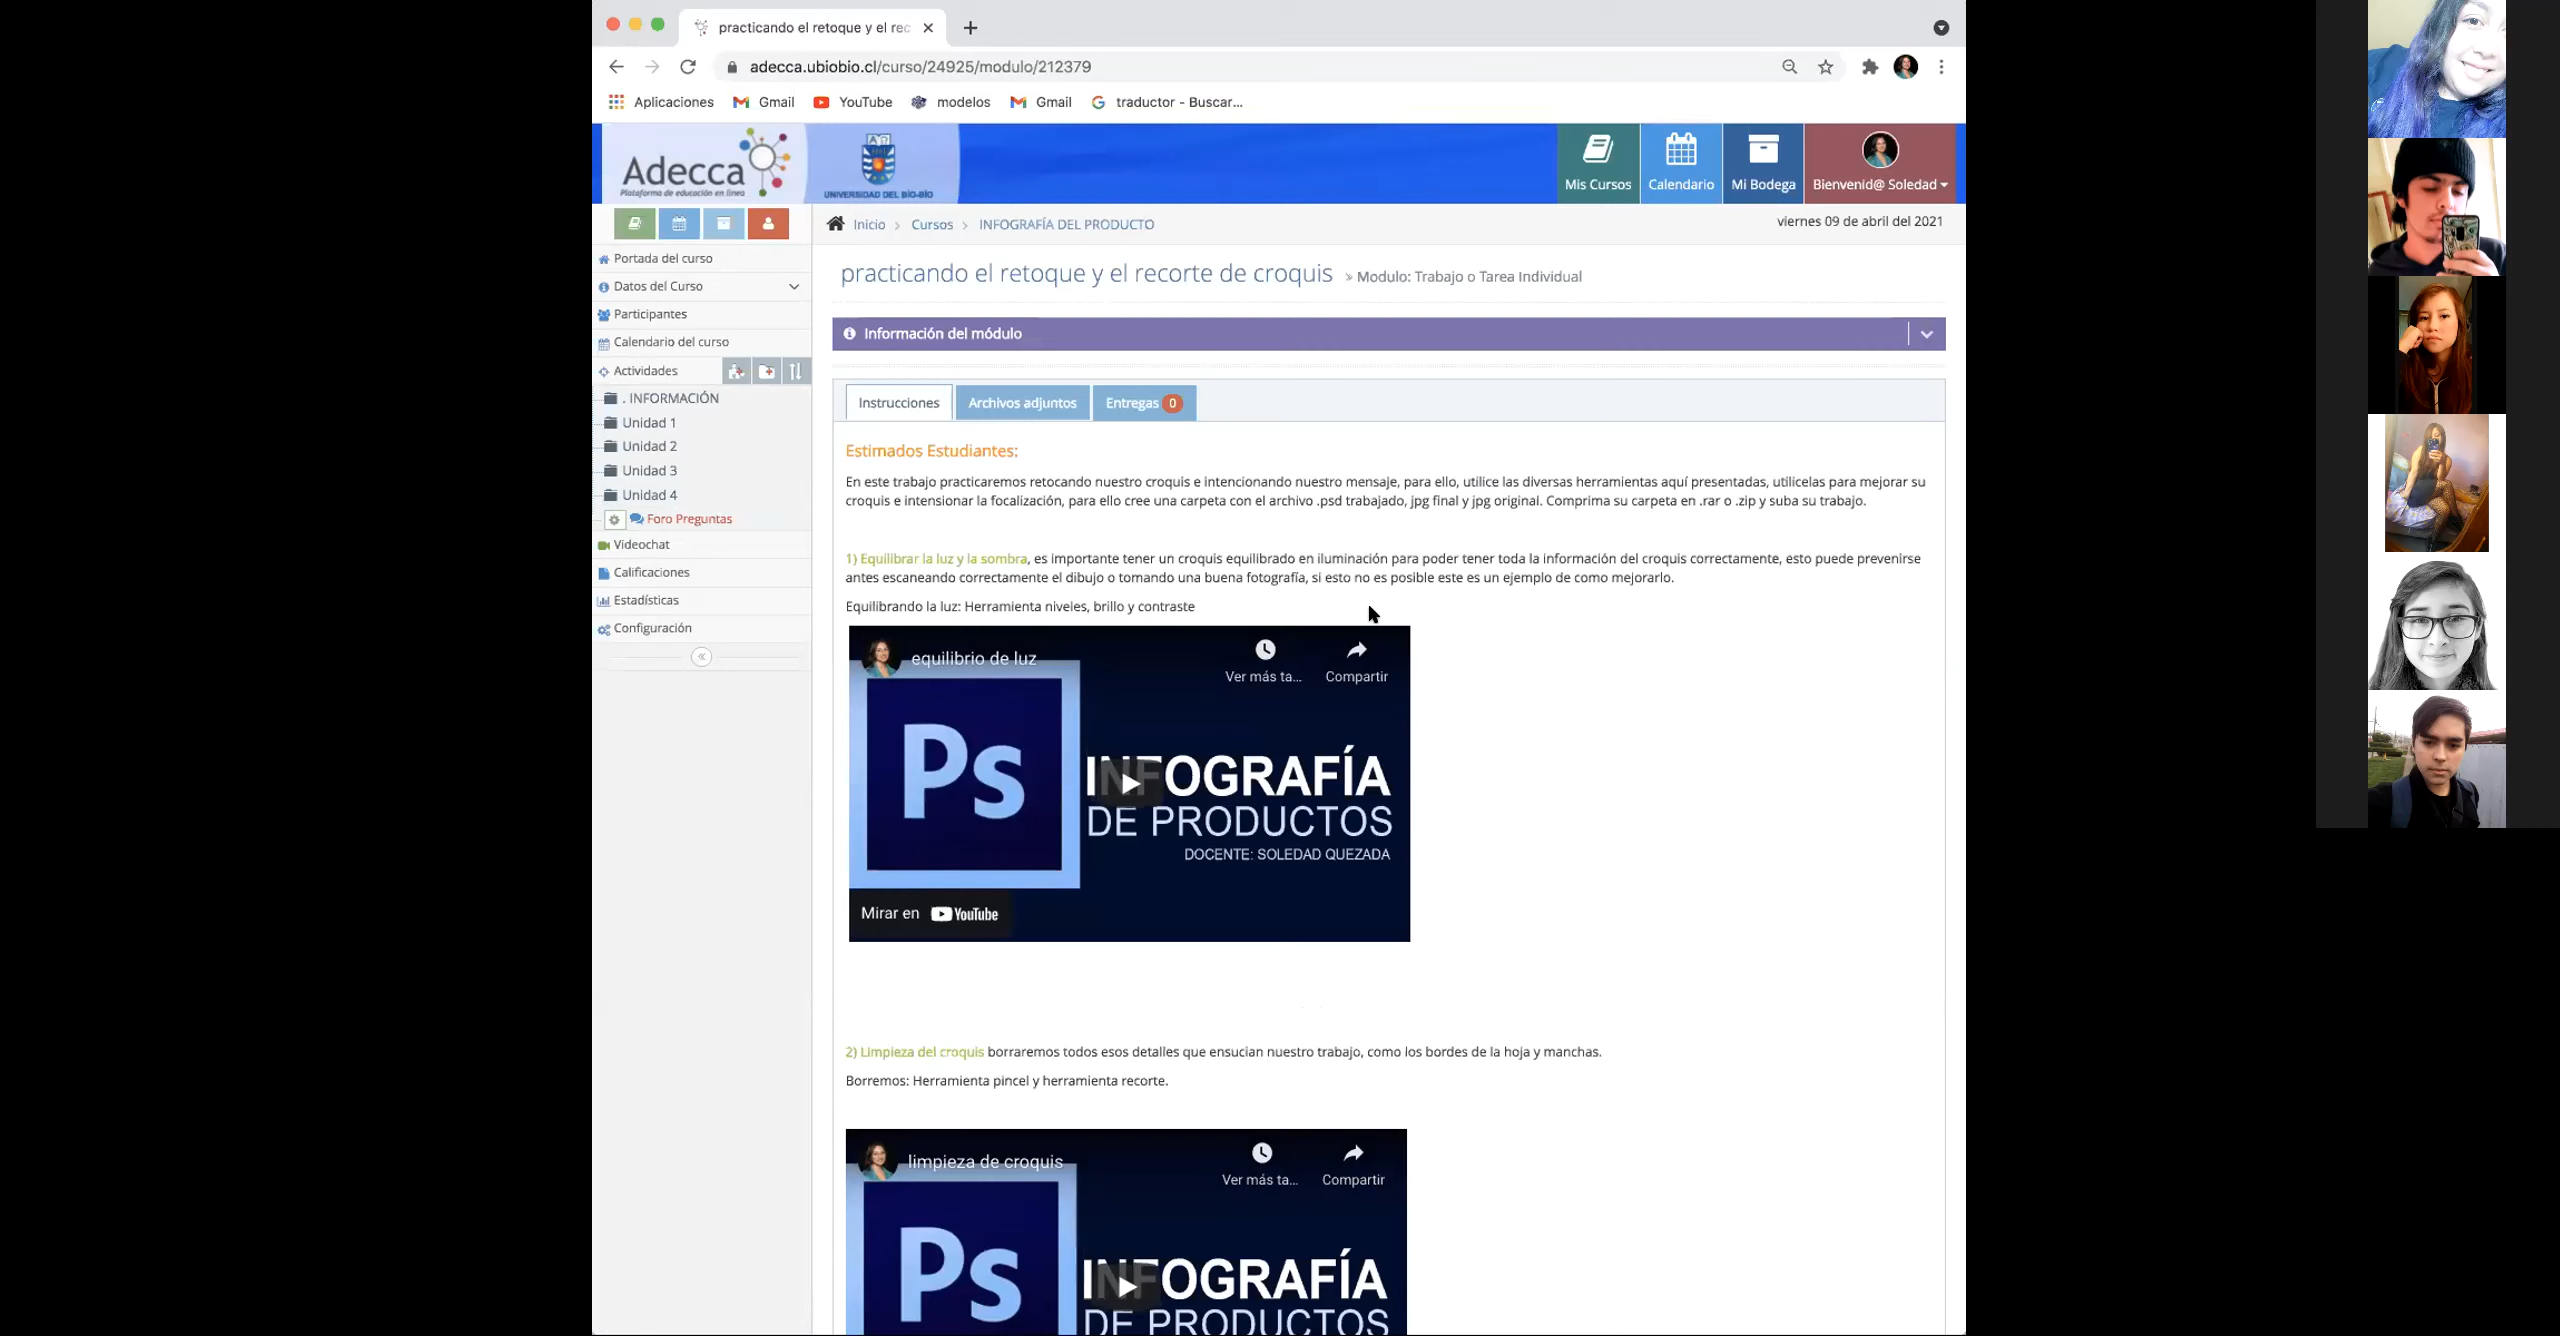 practicando el retoque y el rec
adecca.ubiobio.cl/curso/24925/modulo/212379
Aplicaciones Gmail YouTube modelos Gmail traductor - Buscar...
Adecca
Plataforma de educación en línea
UNIVERSIDAD DEL BÍO-BÍO
Mis Cursos Calendario Mi Bodega Bienvenid@ Soledad
Inicio > Cursos > INFOGRAFÍA DEL PRODUCTO
viernes 09 de abril del 2021
Portada del curso
Datos del Curso
Participantes
Calendario del curso
Actividades
. INFORMACIÓN
Unidad 1
Unidad 2
Unidad 3
Unidad 4
Foro Preguntas
Videochat
Calificaciones
Estadísticas
Configuración
practicando el retoque y el recorte de croquis » Modulo: Trabajo o Tarea Individual
Información del módulo
Instrucciones Archivos adjuntos Entregas 0
Estimados Estudiantes:
En este trabajo practicaremos retocando nuestro croquis e intencionando nuestro mensaje, para ello, utilice las diversas herramientas aquí presentadas, utilicelas para mejorar su
croquis e intensionar la focalización, para ello cree una carpeta con el archivo .psd trabajado, jpg final y jpg original. Comprima su carpeta en .rar o .zip y suba su trabajo.
1) Equilibrar la luz y la sombra, es importante tener un croquis equilibrado en iluminación para poder tener toda la información del croquis correctamente, esto puede prevenirse
antes escaneando correctamente el dibujo o tomando una buena fotografía, si esto no es posible este es un ejemplo de como mejorarlo.
Equilibrando la luz: Herramienta niveles, brillo y contraste
equilibrio de luz
Ver más ta... Compartir
Ps
INFOGRAFÍA
DE PRODUCTOS
DOCENTE: SOLEDAD QUEZADA
Mirar en YouTube
2) Limpieza del croquis borraremos todos esos detalles que ensucian nuestro trabajo, como los bordes de la hoja y manchas.
Borremos: Herramienta pincel y herramienta recorte.
limpieza de croquis
Ver más ta... Compartir
Ps
INFOGRAFÍA
DE PRODUCTOS